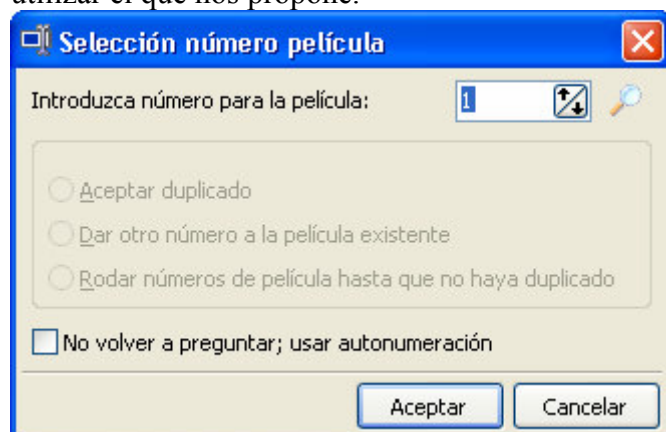 utilizar el que nos propone.
Selección número película
Introduzca número para la película: 1
Aceptar duplicado
Dar otro número a la película existente
Rodar números de película hasta que no haya duplicado
No volver a preguntar; usar autonumeración
Aceptar Cancelar